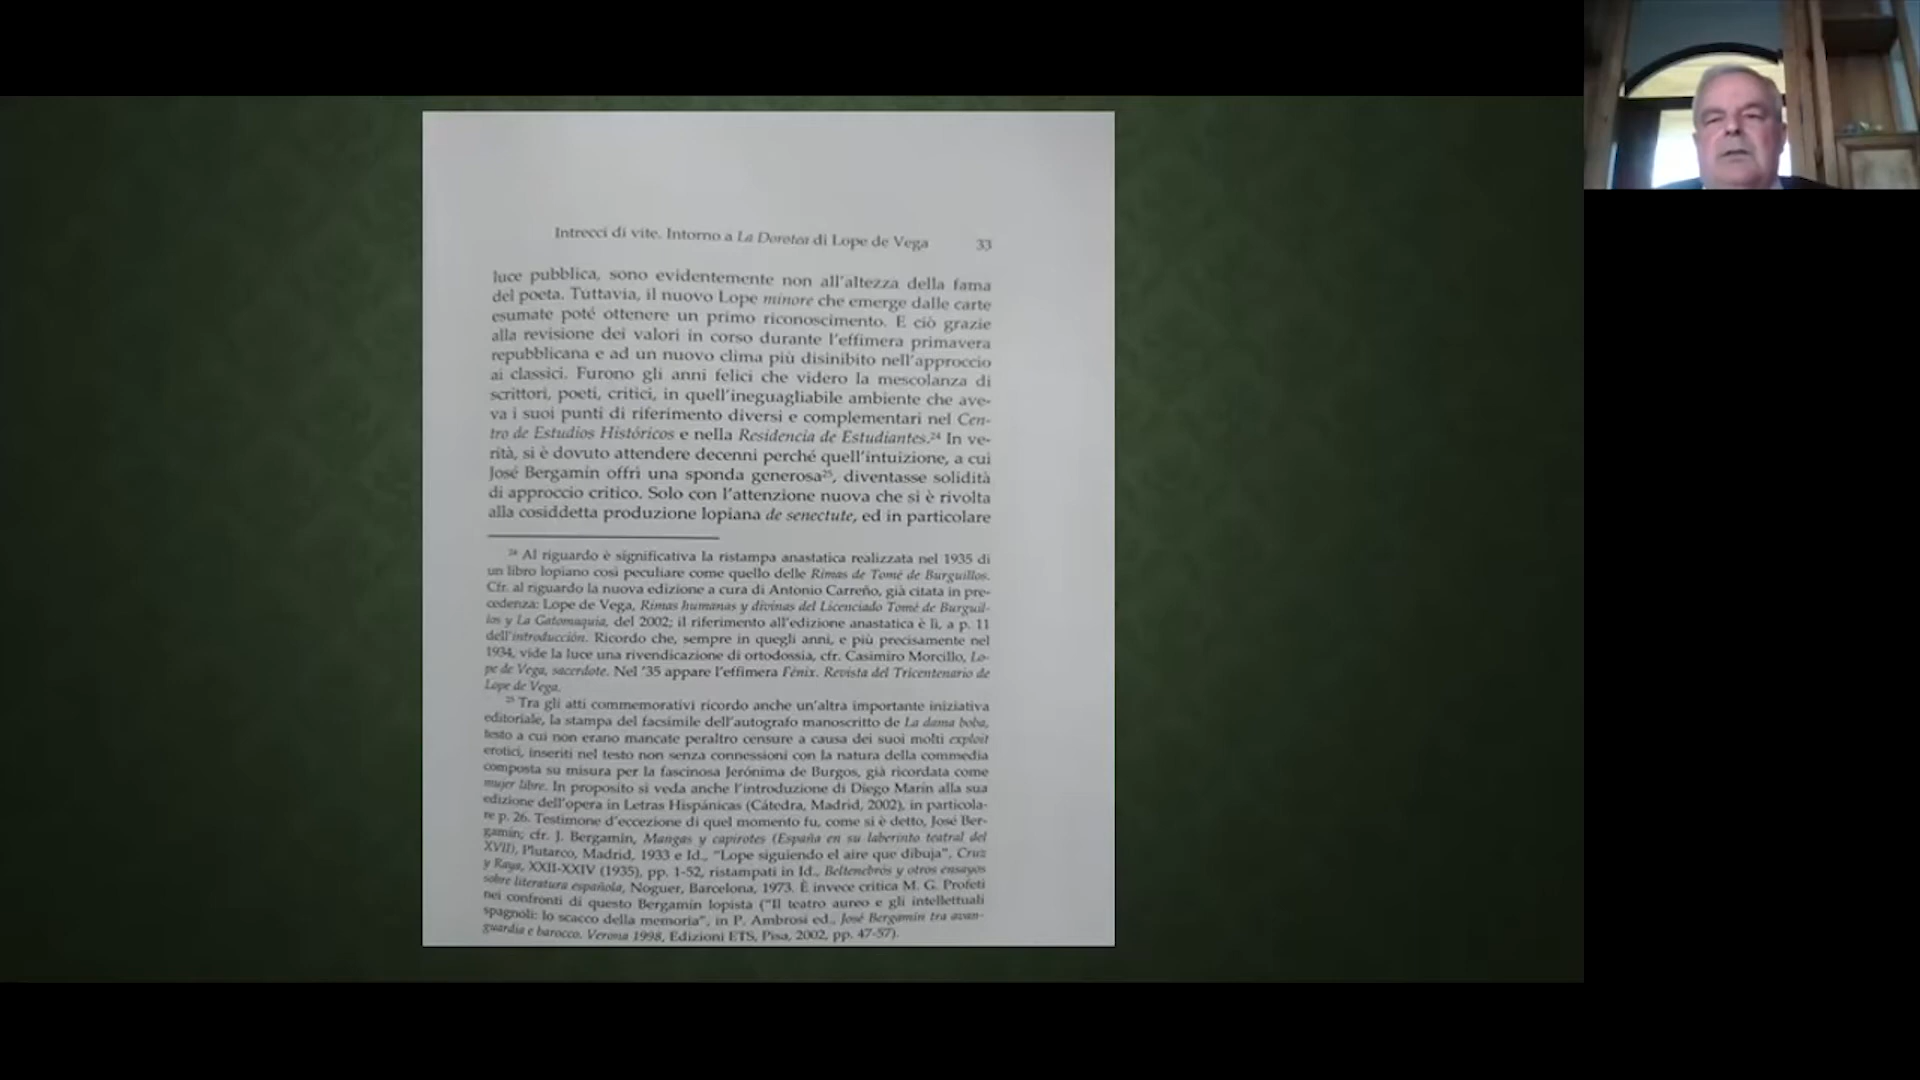 Intrecci di vite. Intorno a La Dorotea di Lope de Vega 33
luce pubblica, sono evidentemente non all'altezza della fama
del poeta. Tuttavia, il nuovo Lope minore che emerge dalle carte
esumate poté ottenere un primo riconoscimento. E ciò grazie
alla revisione dei valori in corso durante l'effimera primavera
repubblicana e ad un nuovo clima più disinibito nell'approccio
ai classici. Furono gli anni felici che videro la mescolanza di
scrittori, poeti, critici, in quell'ineguagliabile ambiente che ave-
va i suoi punti di riferimento diversi e complementari nel Cen-
tro de Estudios Históricos e nella Residencia de Estudiantes.²⁴ In ve-
rità, si è dovuto attendere decenni perché quell'intuizione, a cui
José Bergamín offrì una sponda generosa²⁵, diventasse solidità
di approccio critico. Solo con l'attenzione nuova che si è rivolta
alla cosiddetta produzione lopiana de senectute, ed in particolare
²⁴ Al riguardo è significativa la ristampa anastatica realizzata nel 1935 di
un libro lopiano così peculiare come quello delle Rimas de Tomé de Burguillos.
Cfr. al riguardo la nuova edizione a cura di Antonio Carreño, già citata in pre-
cedenza: Lope de Vega, Rimas humanas y divinas del Licenciado Tomé de Burguil-
los y La Gatomaquia, del 2002; il riferimento all'edizione anastatica è lì, a p. 11
dell'introducción. Ricordo che, sempre in quegli anni, e più precisamente nel
1934, vide la luce una rivendicazione di ortodossia, cfr. Casimiro Morcillo, Lo-
pe de Vega, sacerdote. Nel '35 appare l'effimera Fénix. Revista del Tricentenario de
Lope de Vega.
²⁵ Tra gli atti commemorativi ricordo anche un'altra importante iniziativa
editoriale, la stampa del facsimile dell'autografo manoscritto de La dama boba,
testo a cui non erano mancate peraltro censure a causa dei suoi molti exploit
erotici, inseriti nel testo non senza connessioni con la natura della commedia
composta su misura per la fascinosa Jerónima de Burgos, già ricordata come
mujer libre. In proposito si veda anche l'introduzione di Diego Marín alla sua
edizione dell'opera in Letras Hispánicas (Cátedra, Madrid, 2002), in particola-
re p. 26. Testimone d'eccezione di quel momento fu, come si è detto, José Ber-
gamín; cfr. J. Bergamín, Mangas y capirotes (España en su laberinto teatral del
XVII), Plutarco, Madrid, 1933 e Id., "Lope siguiendo el aire que dibuja", Cruz
y Raya, XXII-XXIV (1935), pp. 1-52, ristampati in Id., Beltenebros y otros ensayos
sobre literatura española, Noguer, Barcelona, 1973. È invece critica M. G. Profeti
nei confronti di questo Bergamín lopista ("Il teatro aureo e gli intellettuali
spagnoli: lo scacco della memoria", in P. Ambrosi ed., José Bergamín tra avan-
guardia e barocco. Verona 1998, Edizioni ETS, Pisa, 2002, pp. 47-57).